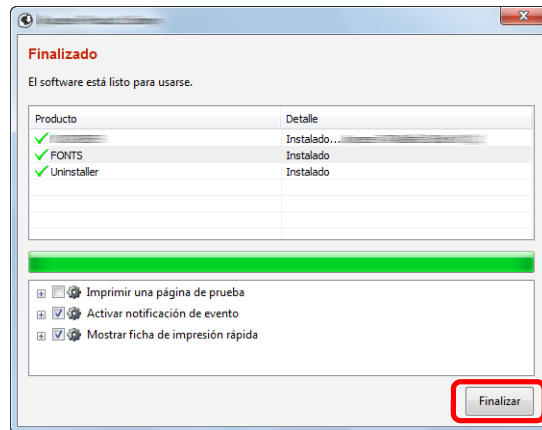 Finalizado
El software está listo para usarse.
Producto Detalle
Instalado...
FONTS Instalado
Uninstaller Instalado
Imprimir una página de prueba
Activar notificación de evento
Mostrar ficha de impresión rápida
Finalizar